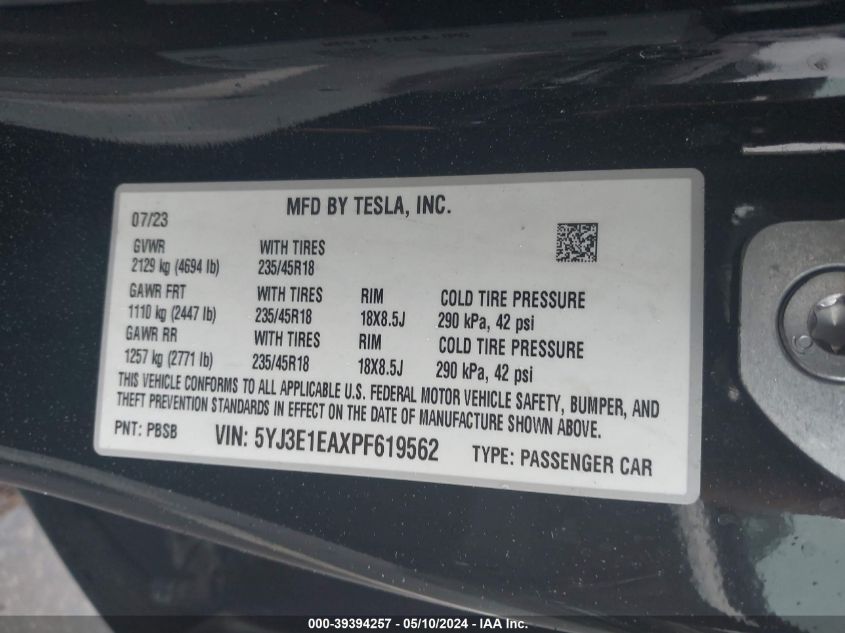 07/23
MFD BY TESLA, INC.
GVWR WITH TIRES
2129 kg (4694 lb) 235/45R18
GAWR FRT WITH TIRES RIM COLD TIRE PRESSURE
1110 kg (2447 lb) 235/45R18 18X8.5J 290 kPa, 42 psi
GAWR RR WITH TIRES RIM COLD TIRE PRESSURE
1257 kg (2771 lb) 235/45R18 18X8.5J 290 kPa, 42 psi
THIS VEHICLE CONFORMS TO ALL APPLICABLE U.S. FEDERAL MOTOR VEHICLE SAFETY, BUMPER, AND
THEFT PREVENTION STANDARDS IN EFFECT ON THE DATE OF MANUFACTURE SHOWN ABOVE.
PNT: PBSB VIN: 5YJ3E1EAXPF619562 TYPE: PASSENGER CAR
000-39394257 - 05/10/2024 - IAA Inc.